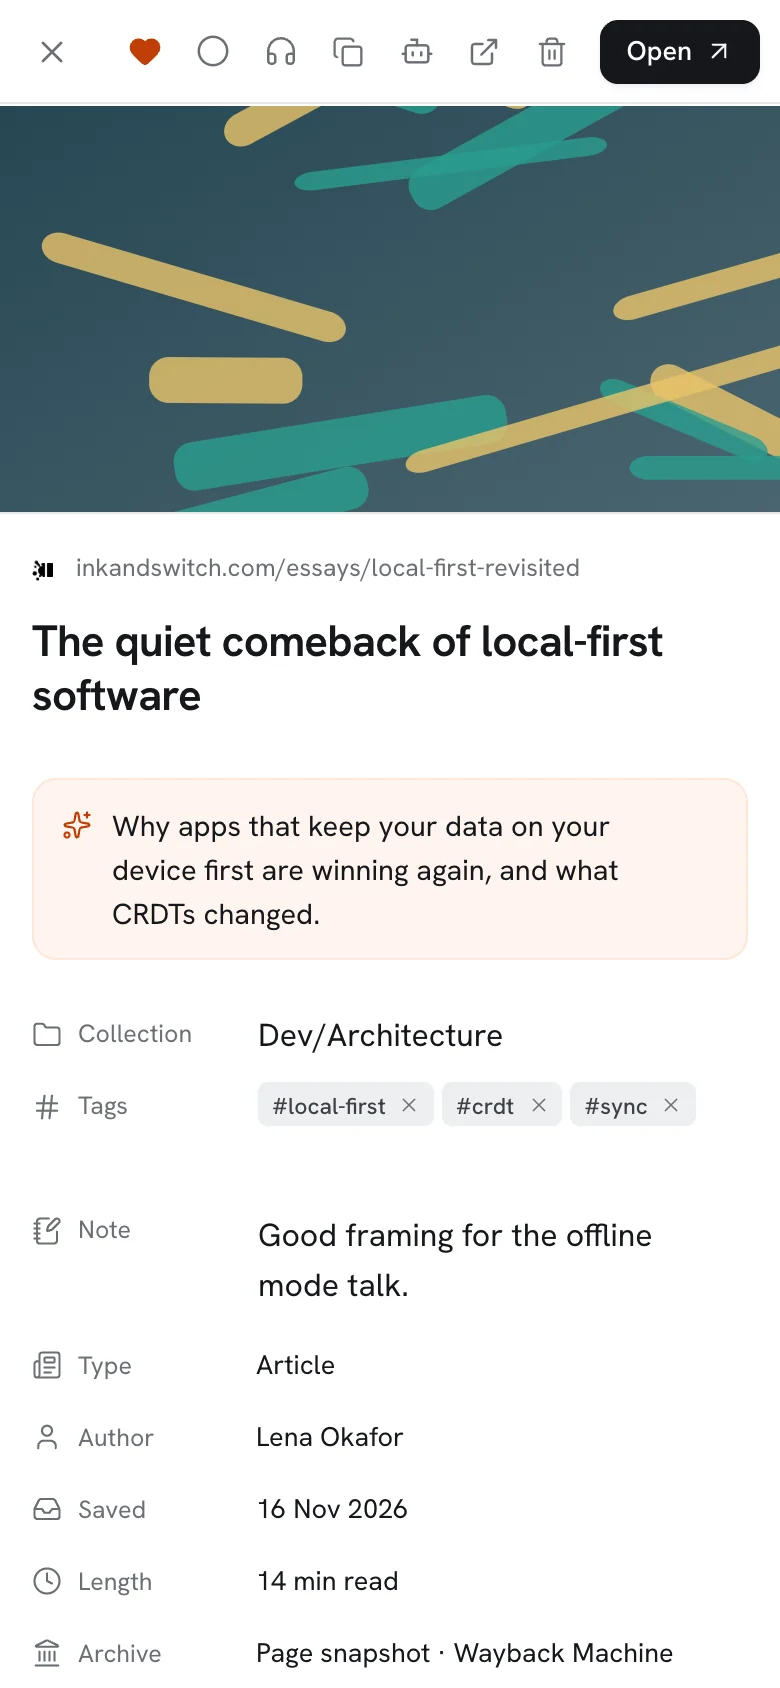 Open
inkandswitch.com/essays/local-first-revisited
The quiet comeback of local-first
software
Why apps that keep your data on your
device first are winning again, and what
CRDTs changed.
Collection Dev/Architecture
Tags #local-first #crdt #sync
Note Good framing for the offline
mode talk.
Type Article
Author Lena Okafor
Saved 16 Nov 2026
Length 14 min read
Archive Page snapshot · Wayback Machine